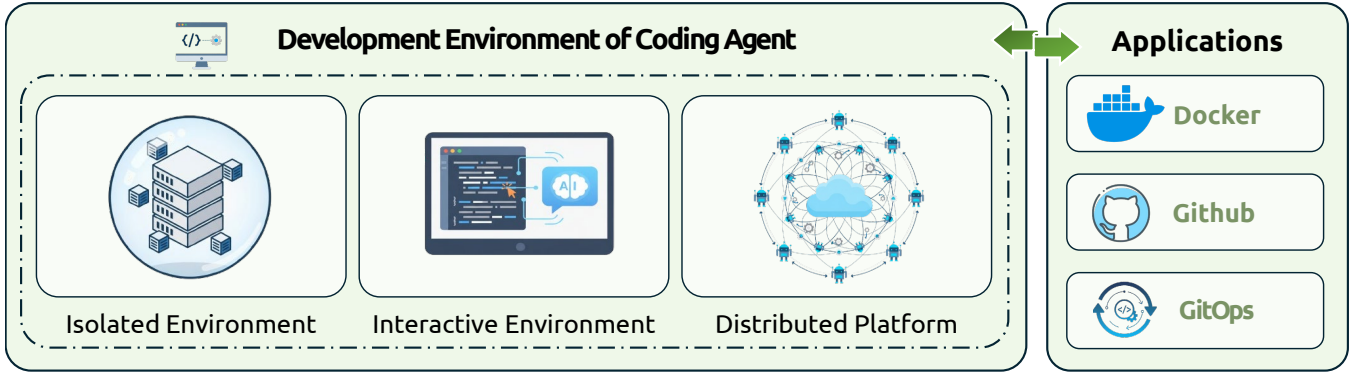 </>
Development Environment of Coding Agent
Applications
AI
Isolated Environment
Interactive Environment
Distributed Platform
Docker
Github
</>
GitOps